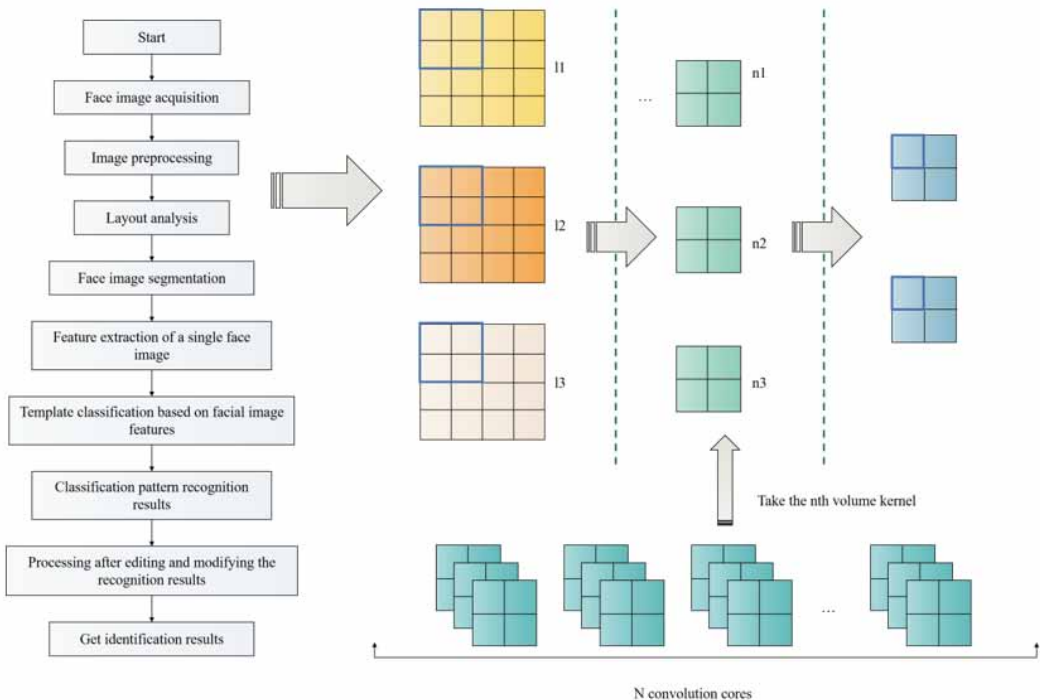 Start
Face image acquisition
Image preprocessing
Layout analysis
Face image segmentation
Feature extraction of a single face
image
Template classification based on facial image
features
Classification pattern recognition
results
Processing after editing and modifying the
recognition results
Get identification results
l1
l2
l3
...
n1
n2
n3
Take the nth volume kernel
...
N convolution cores